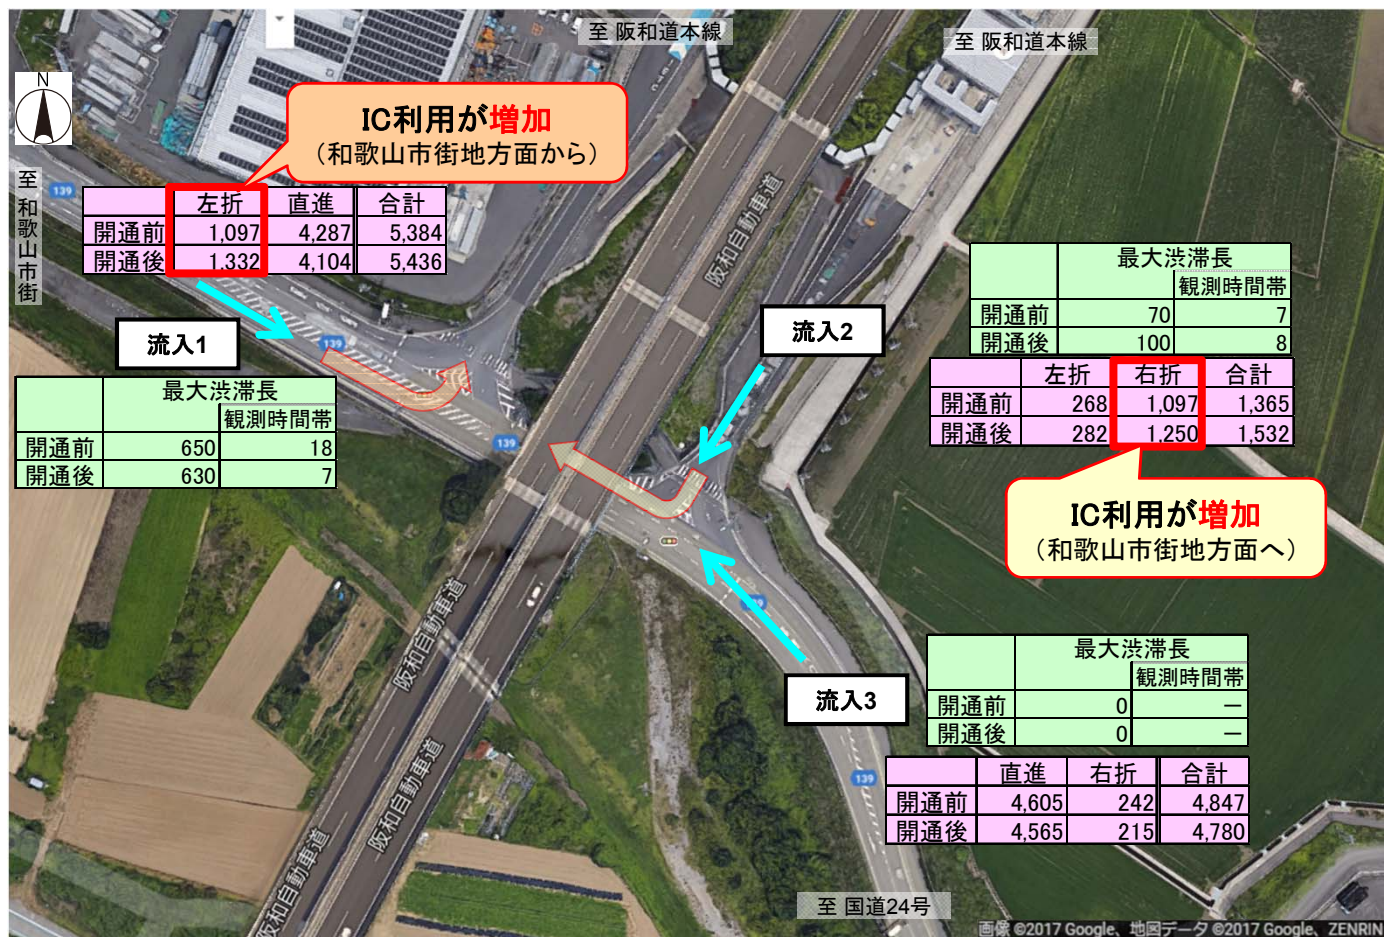 至 阪和道本線
至 阪和道本線
N
IC利用が増加
（和歌山市街地方面から）
至 和歌山市街
139
左折 直進 合計
開通前 1,097 4,287 5,384
開通後 1,332 4,104 5,436
阪和自動車道
最大渋滞長
観測時間帯
開通前 70 7
開通後 100 8
流入1
139
流入2
左折 右折 合計
開通前 268 1,097 1,365
開通後 282 1,250 1,532
最大渋滞長
観測時間帯
開通前 650 18
開通後 630 7
139
IC利用が増加
（和歌山市街地方面へ）
阪和自動車道
139
流入3
最大渋滞長
観測時間帯
開通前 0 －
開通後 0 －
阪和自動車道
139
直進 右折 合計
開通前 4,605 242 4,847
開通後 4,565 215 4,780
阪和自動車道
至 国道24号
画像 ©2017 Google、地図データ ©2017 Google、ZENRIN